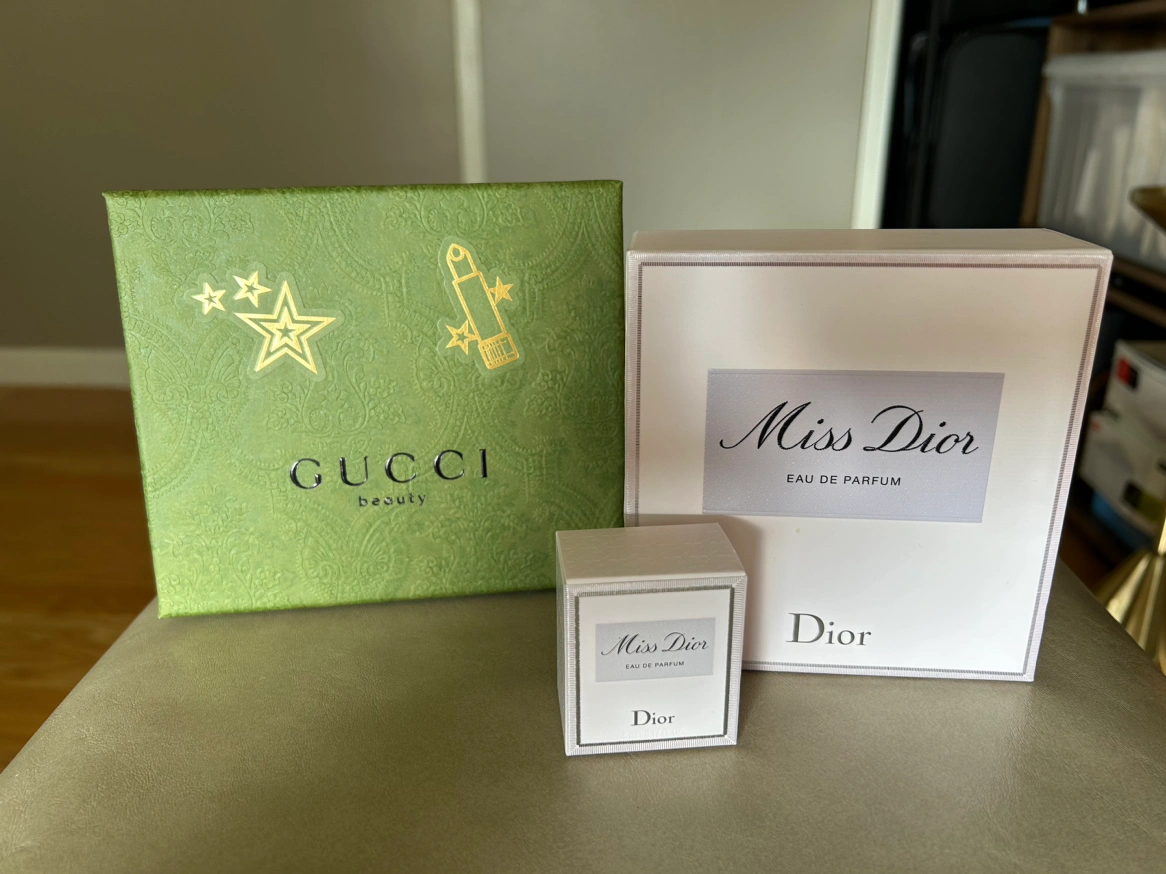 GUCCI
beauty
Miss Dior
EAU DE PARFUM
Dior
Miss Dior
EAU DE PARFUM
Dior